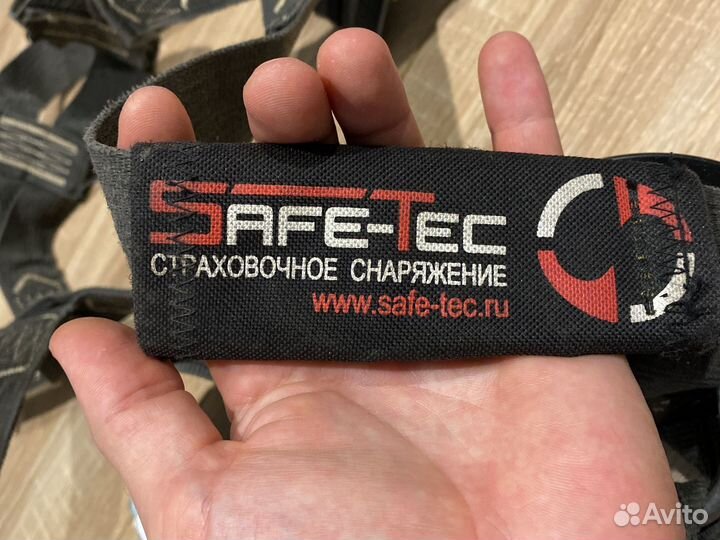 SAFE-TEC
СТРАХОВОЧНОЕ СНАРЯЖЕНИЕ
www.safe-tec.ru
Avito